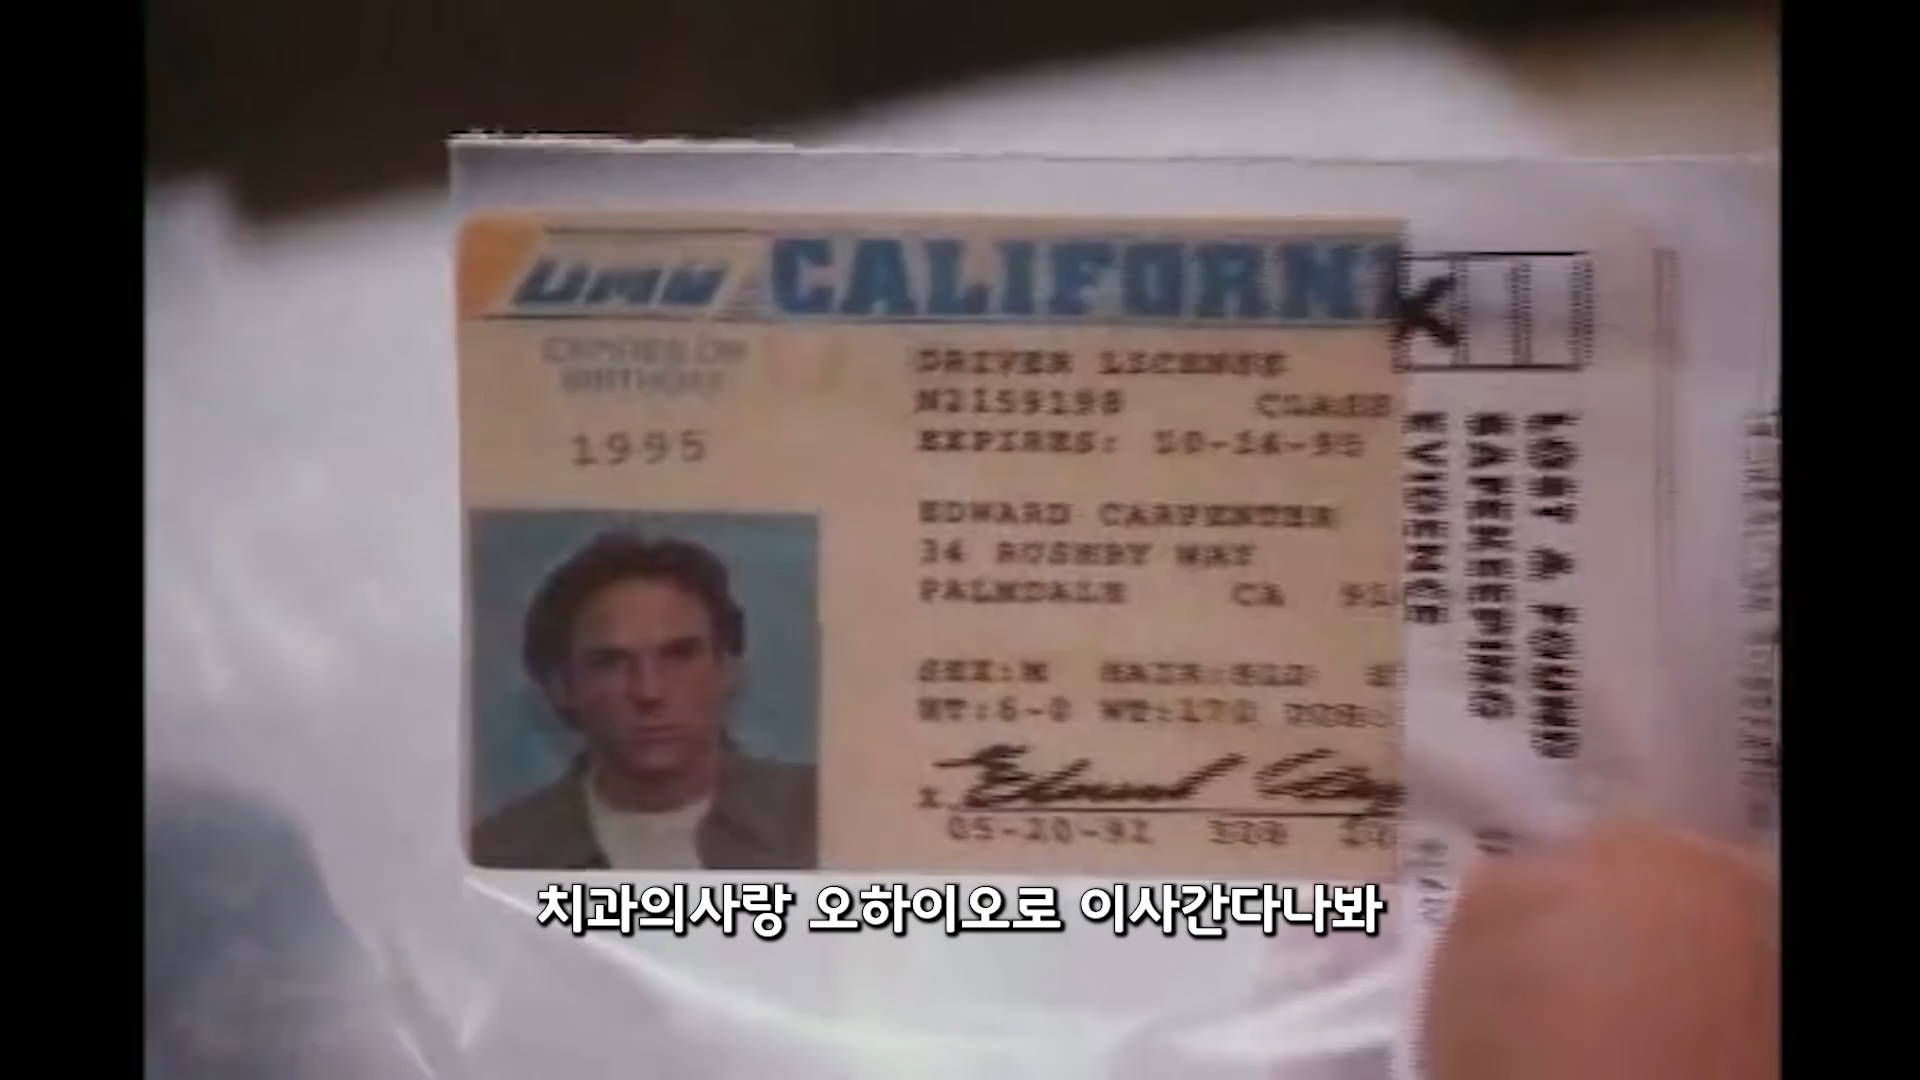 DMV CALIFORN
EXPIRES ON
BIRTHDAY
1995
DRIVER LICENSE
N2159198 CLASS
EXPIRES: 10-14-95
EDWARD CARPENTER
34 RUSHBY WAY
PALMDALE CA
SEX:M HAIR:
HT:6-0 WT:170
X
05-20-91
LOST & FOUND
SAFEKEEPING
EVIDENCE
치과의사랑 오하이오로 이사간다나봐